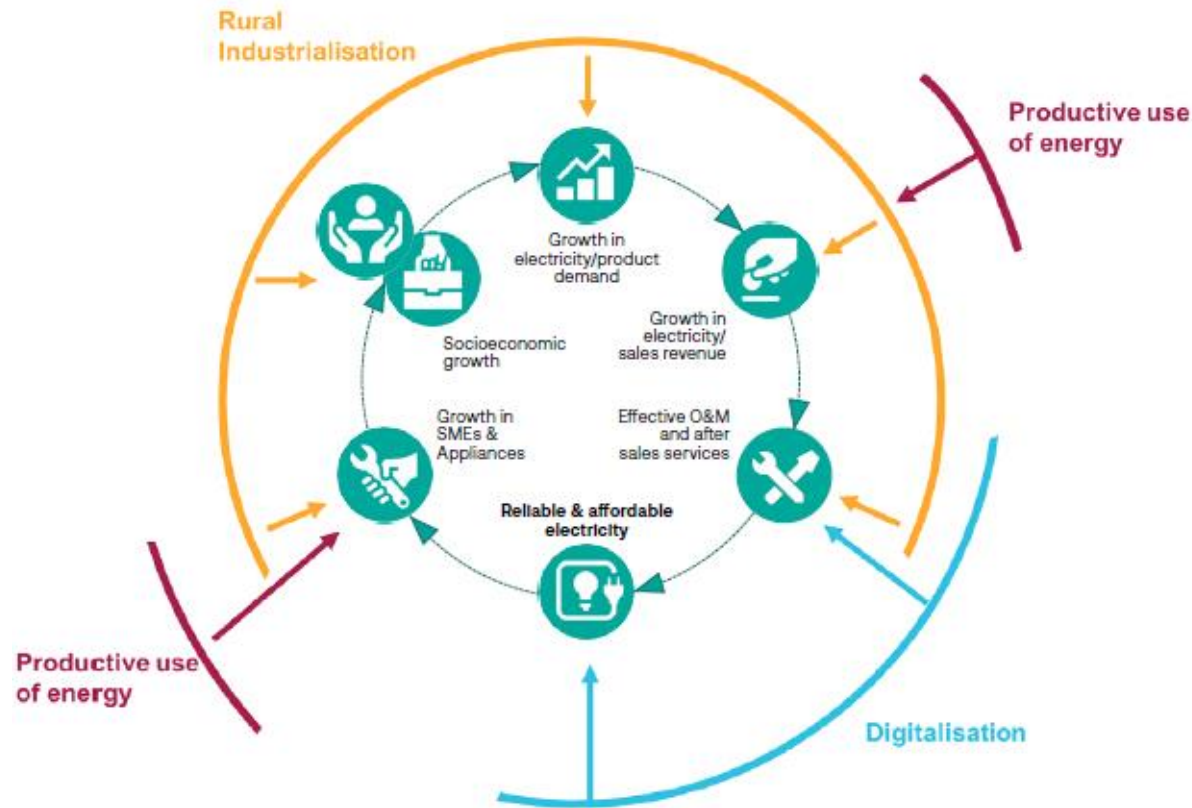 Rural
Industrialisation
Productive use
of energy
Growth in
electricity/product
demand
Growth in
electricity/
sales revenue
Socioeconomic
growth
Growth in
SMEs &
Appliances
Effective O&M
and after
sales services
Reliable & affordable
electricity
Productive use
of energy
Digitalisation